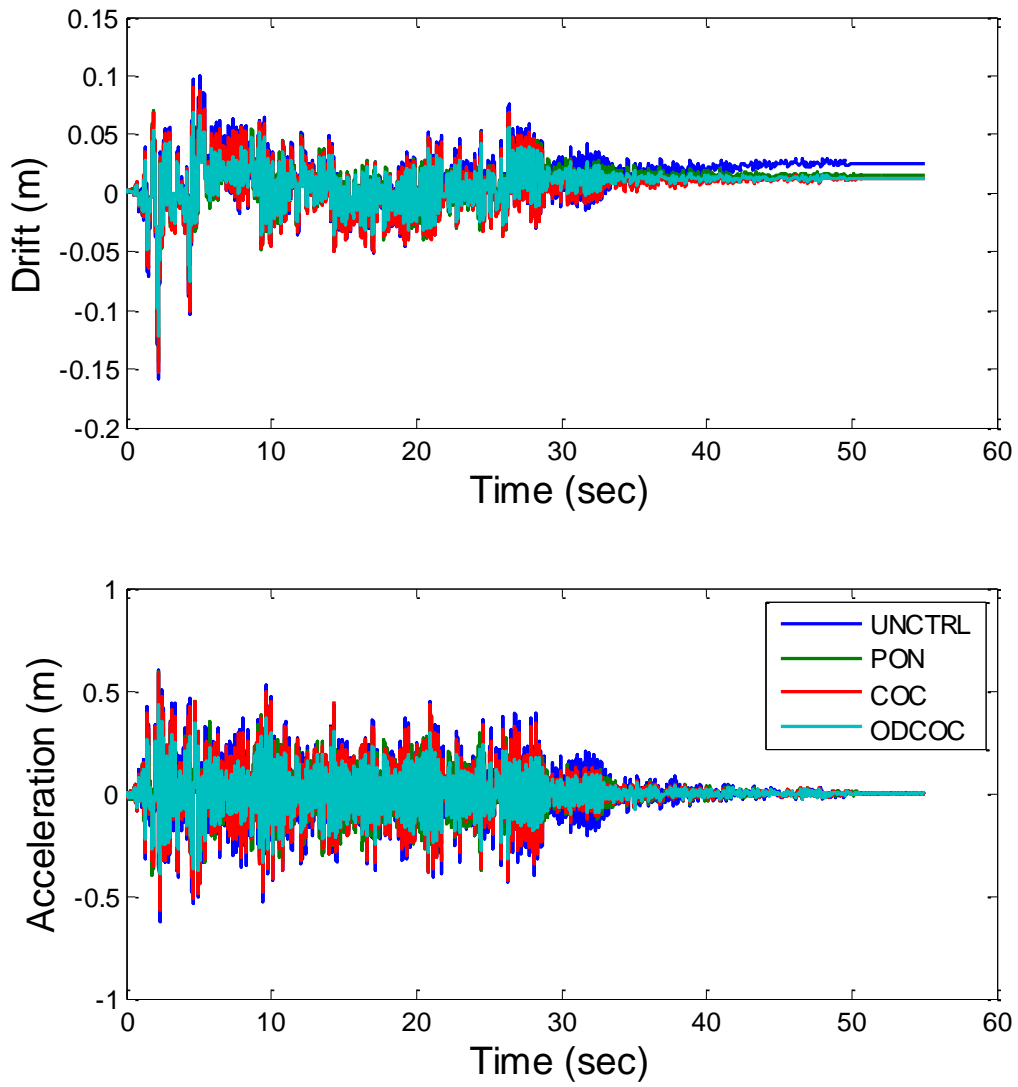 0.15
0.1
0.05
0
-0.05
-0.1
-0.15
-0.2
Drift (m)
0 10 20 30 40 50 60
Time (sec)
1
0.5
0
-0.5
-1
Acceleration (m)
UNCTRL
PON
COC
ODCOC
0 10 20 30 40 50 60
Time (sec)